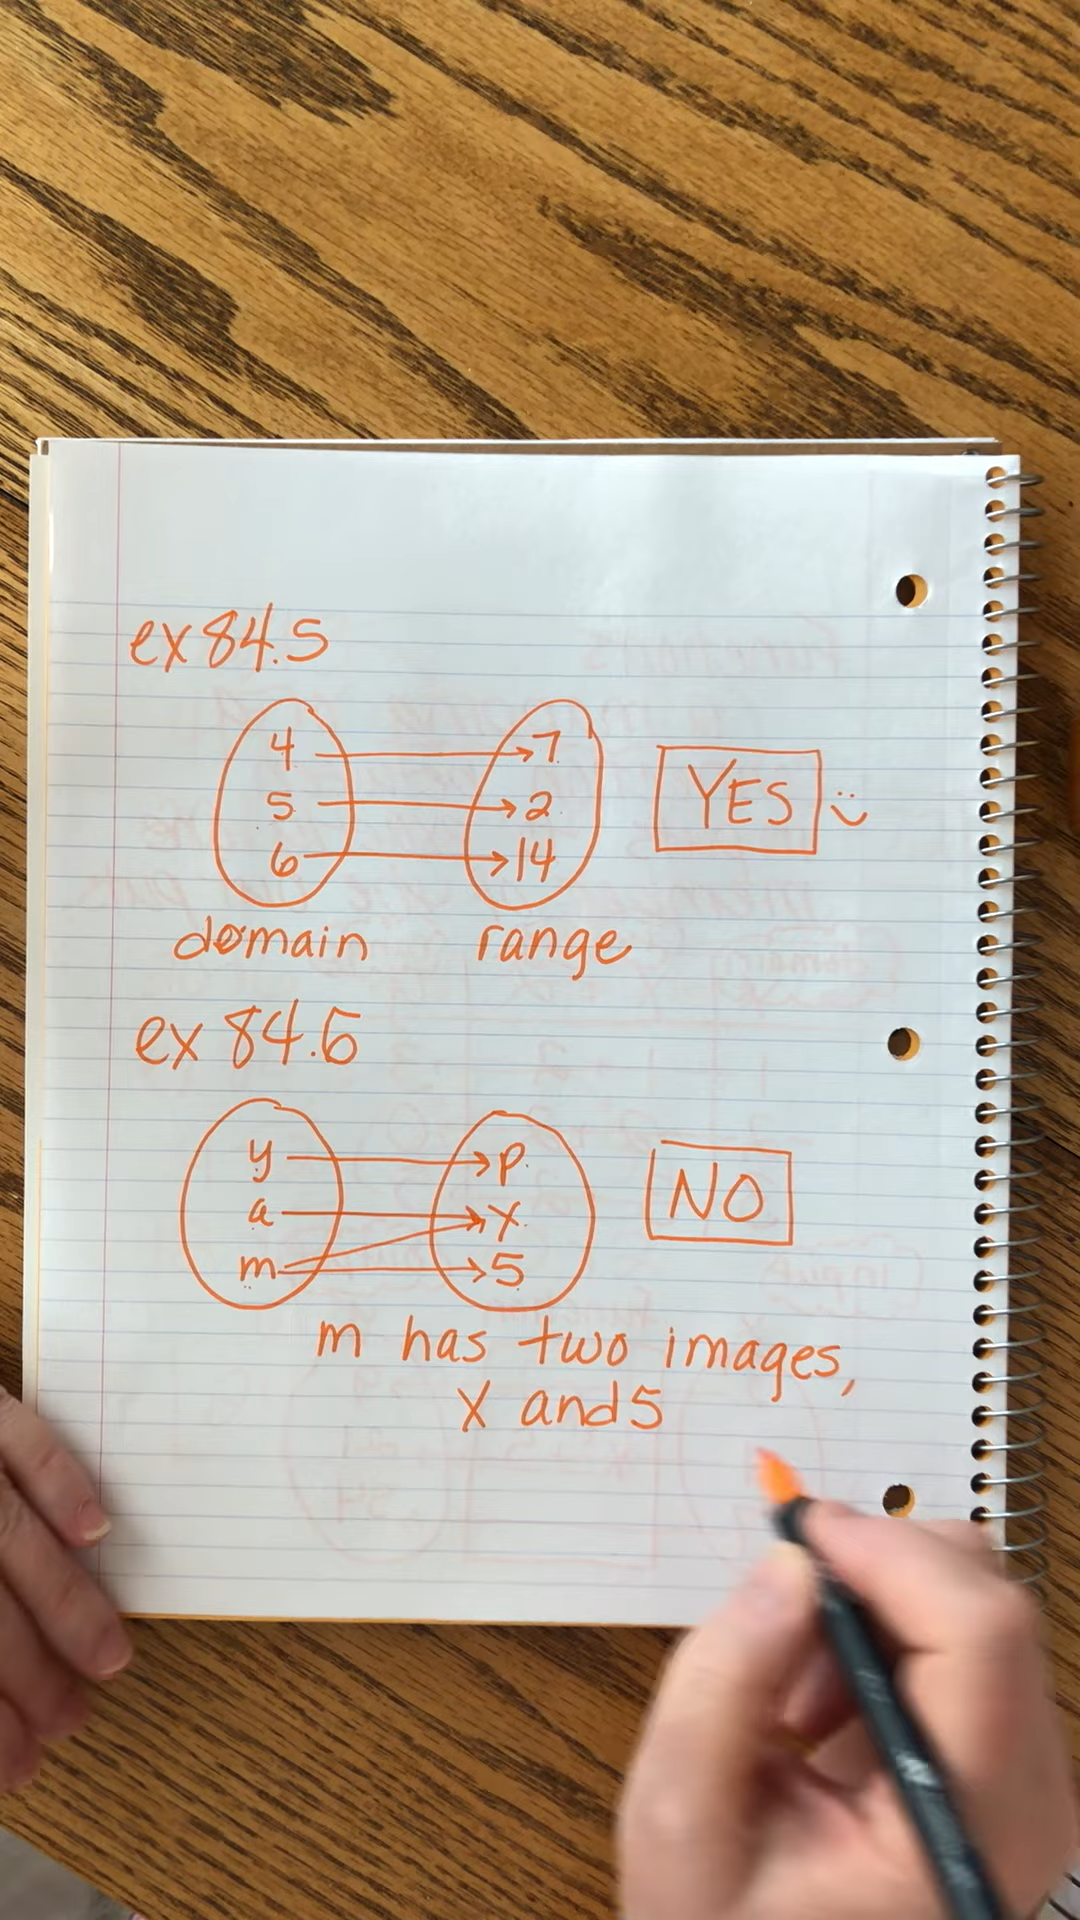 ex 84.5
4 → 7
5 → 2
6 → 14
YES
domain range
ex 84.6
y → p
a → x
m → 5
NO
m has two images,
x and 5